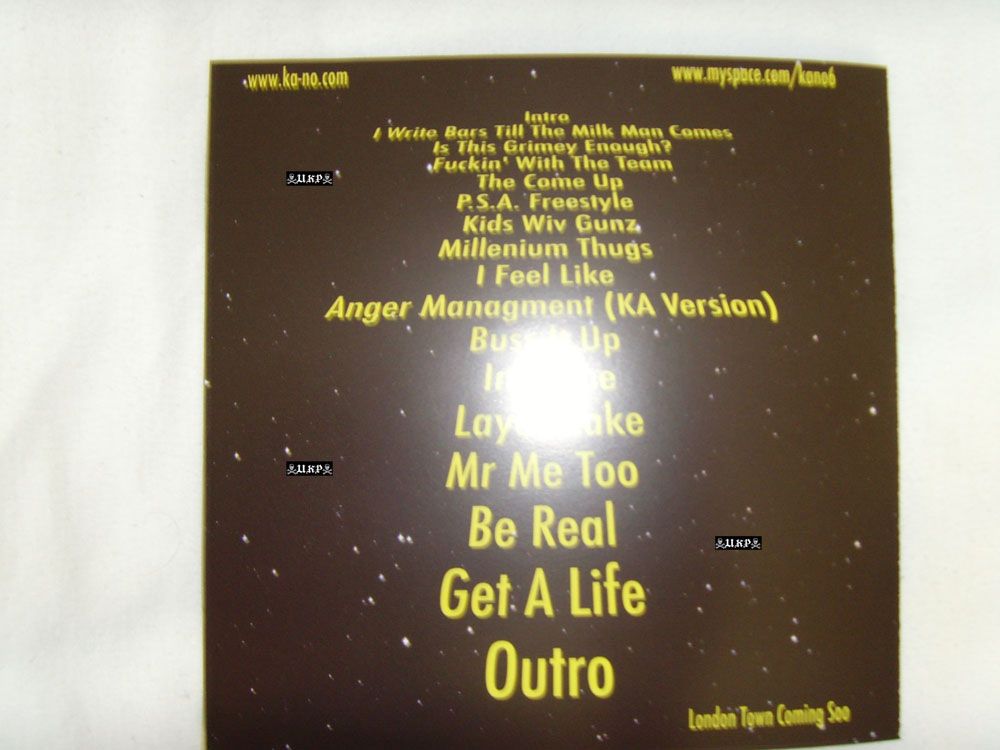 www.ka-no.com
www.myspace.com/kano6
Intro
I Write Bars Till The Milk Man Comes
Is This Grimey Enough?
Fuckin' With The Team
.U.K.P.
The Come Up
P.S.A. Freestyle
Kids Wiv Gunz
Millenium Thugs
I Feel Like
Anger Managment (KA Version)
Up
Mr Me Too
.U.K.P.
Be Real
.U.K.P.
Get A Life
Outro
London Town Coming Soo